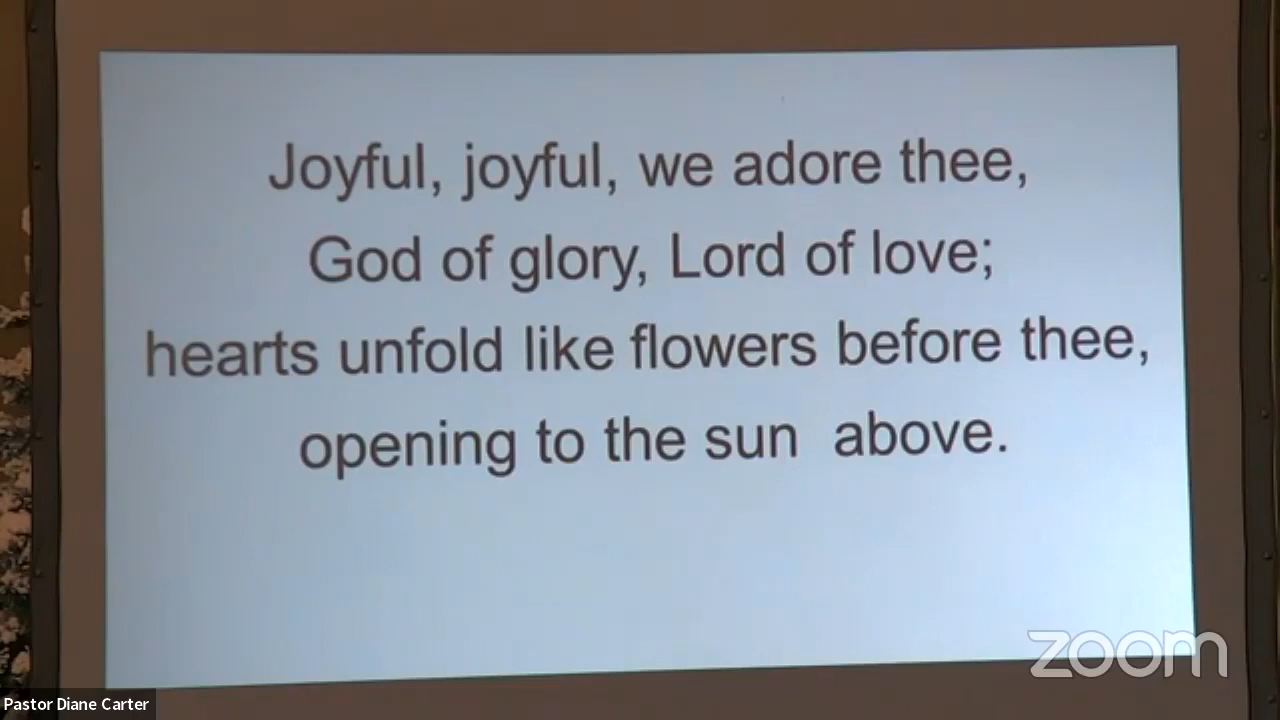 Joyful, joyful, we adore thee,
God of glory, Lord of love;
hearts unfold like flowers before thee,
opening to the sun  above.
zoom
Pastor Diane Carter